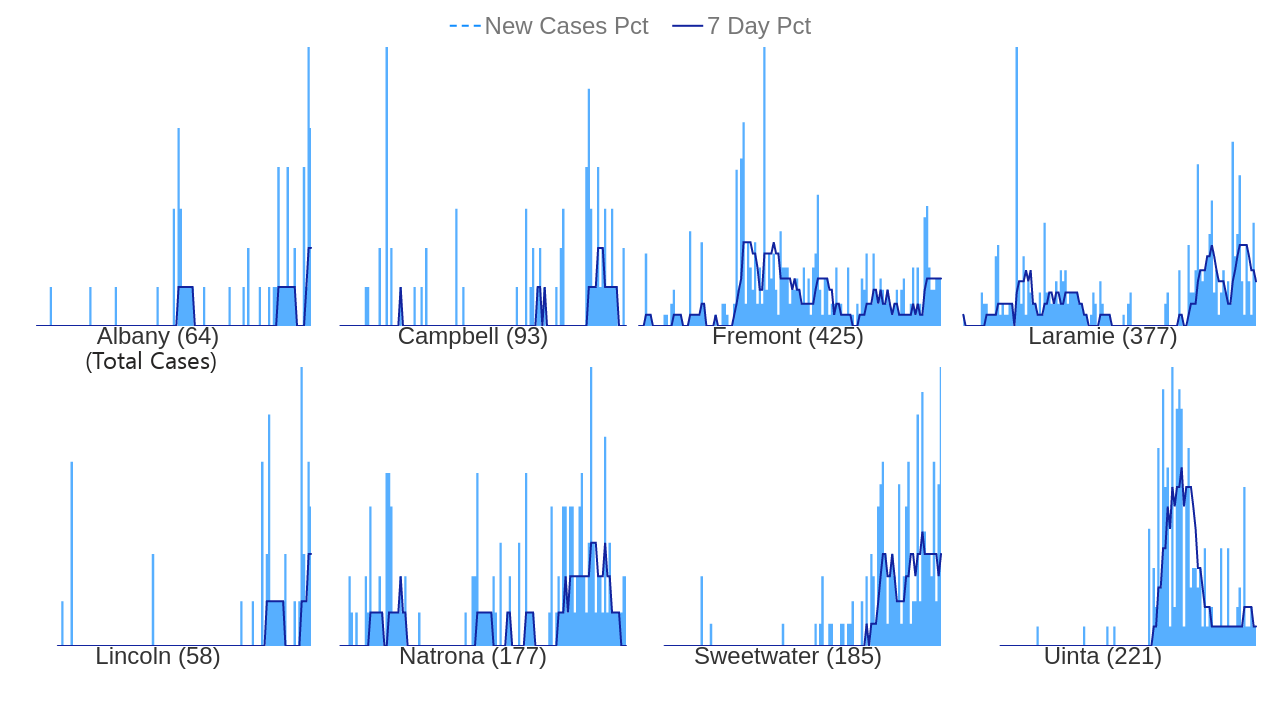 New Cases Pct 7 Day Pct
Albany (64) Campbell (93) Fremont (425) Laramie (377)
(Total Cases)
Lincoln (58) Natrona (177) Sweetwater (185) Uinta (221)